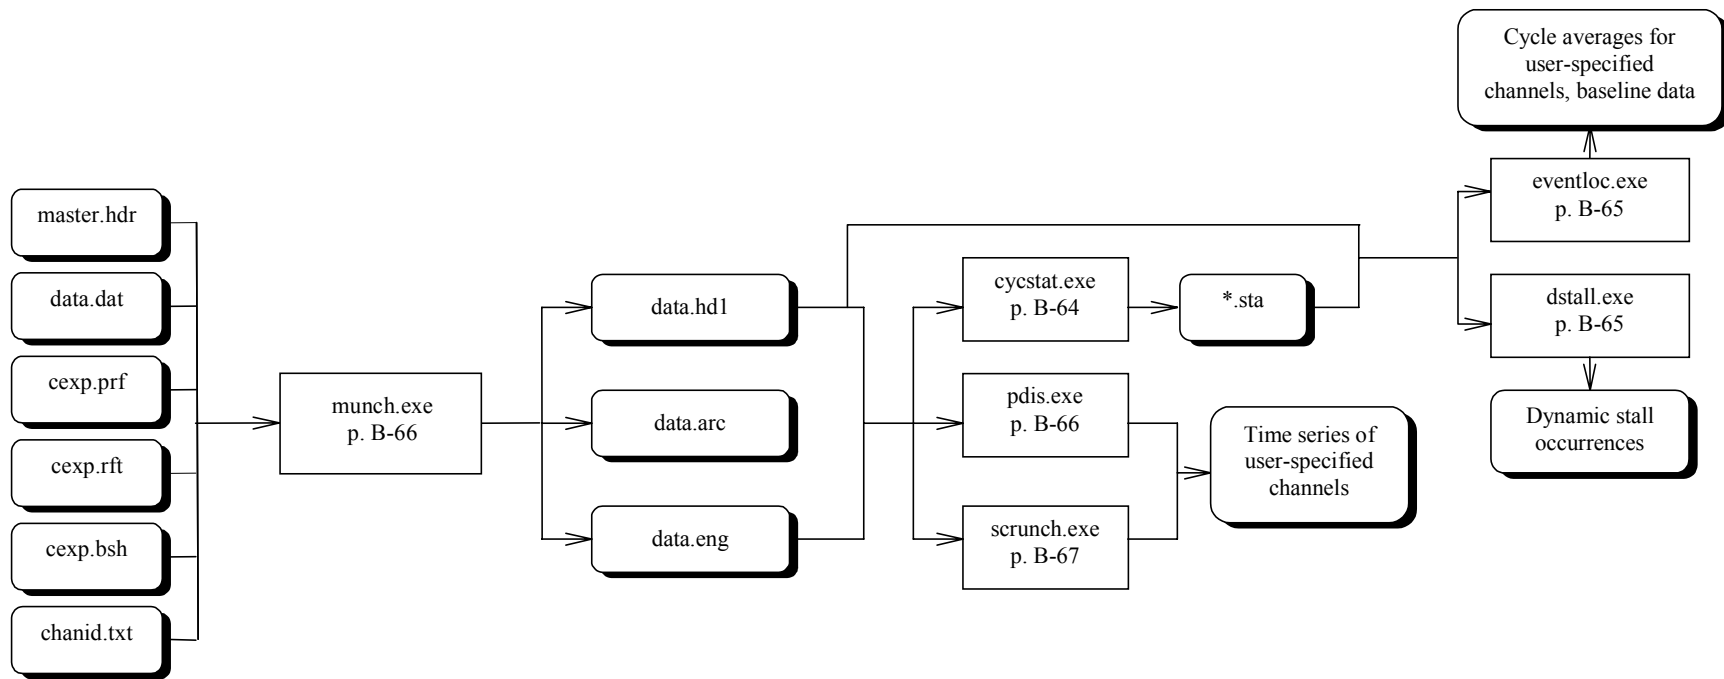 master.hdr
data.dat
cexp.prf
cexp.rft
cexp.bsh
chanid.txt
munch.exe
p. B-66
data.hd1
data.arc
data.eng
cycstat.exe
p. B-64
pdis.exe
p. B-66
scrunch.exe
p. B-67
*.sta
Time series of
user-specified
channels
Cycle averages for
user-specified
channels, baseline data
eventloc.exe
p. B-65
dstall.exe
p. B-65
Dynamic stall
occurrences